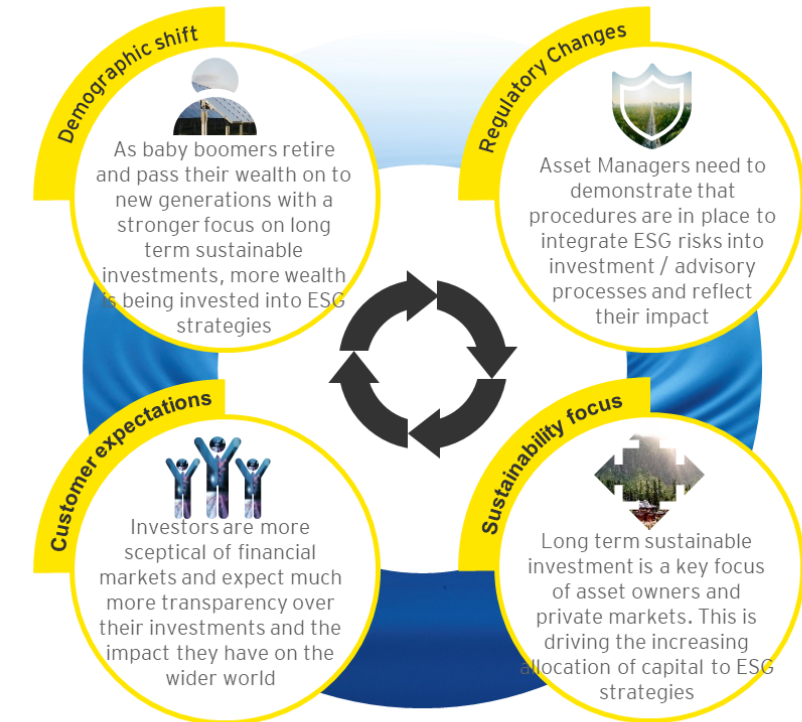 Demographic shift
As baby boomers retire
and pass their wealth on to
new generations with a
stronger focus on long
term sustainable
investments, more wealth
is being invested into ESG
strategies
Regulatory Changes
Asset Managers need to
demonstrate that
procedures are in place to
integrate ESG risks into
investment / advisory
processes and reflect
their impact
Customer expectations
Investors are more
sceptical of financial
markets and expect much
more transparency over
their investments and the
impact they have on the
wider world
Sustainability focus
Long term sustainable
investment is a key focus
of asset owners and
private markets. This is
driving the increasing
allocation of capital to ESG
strategies